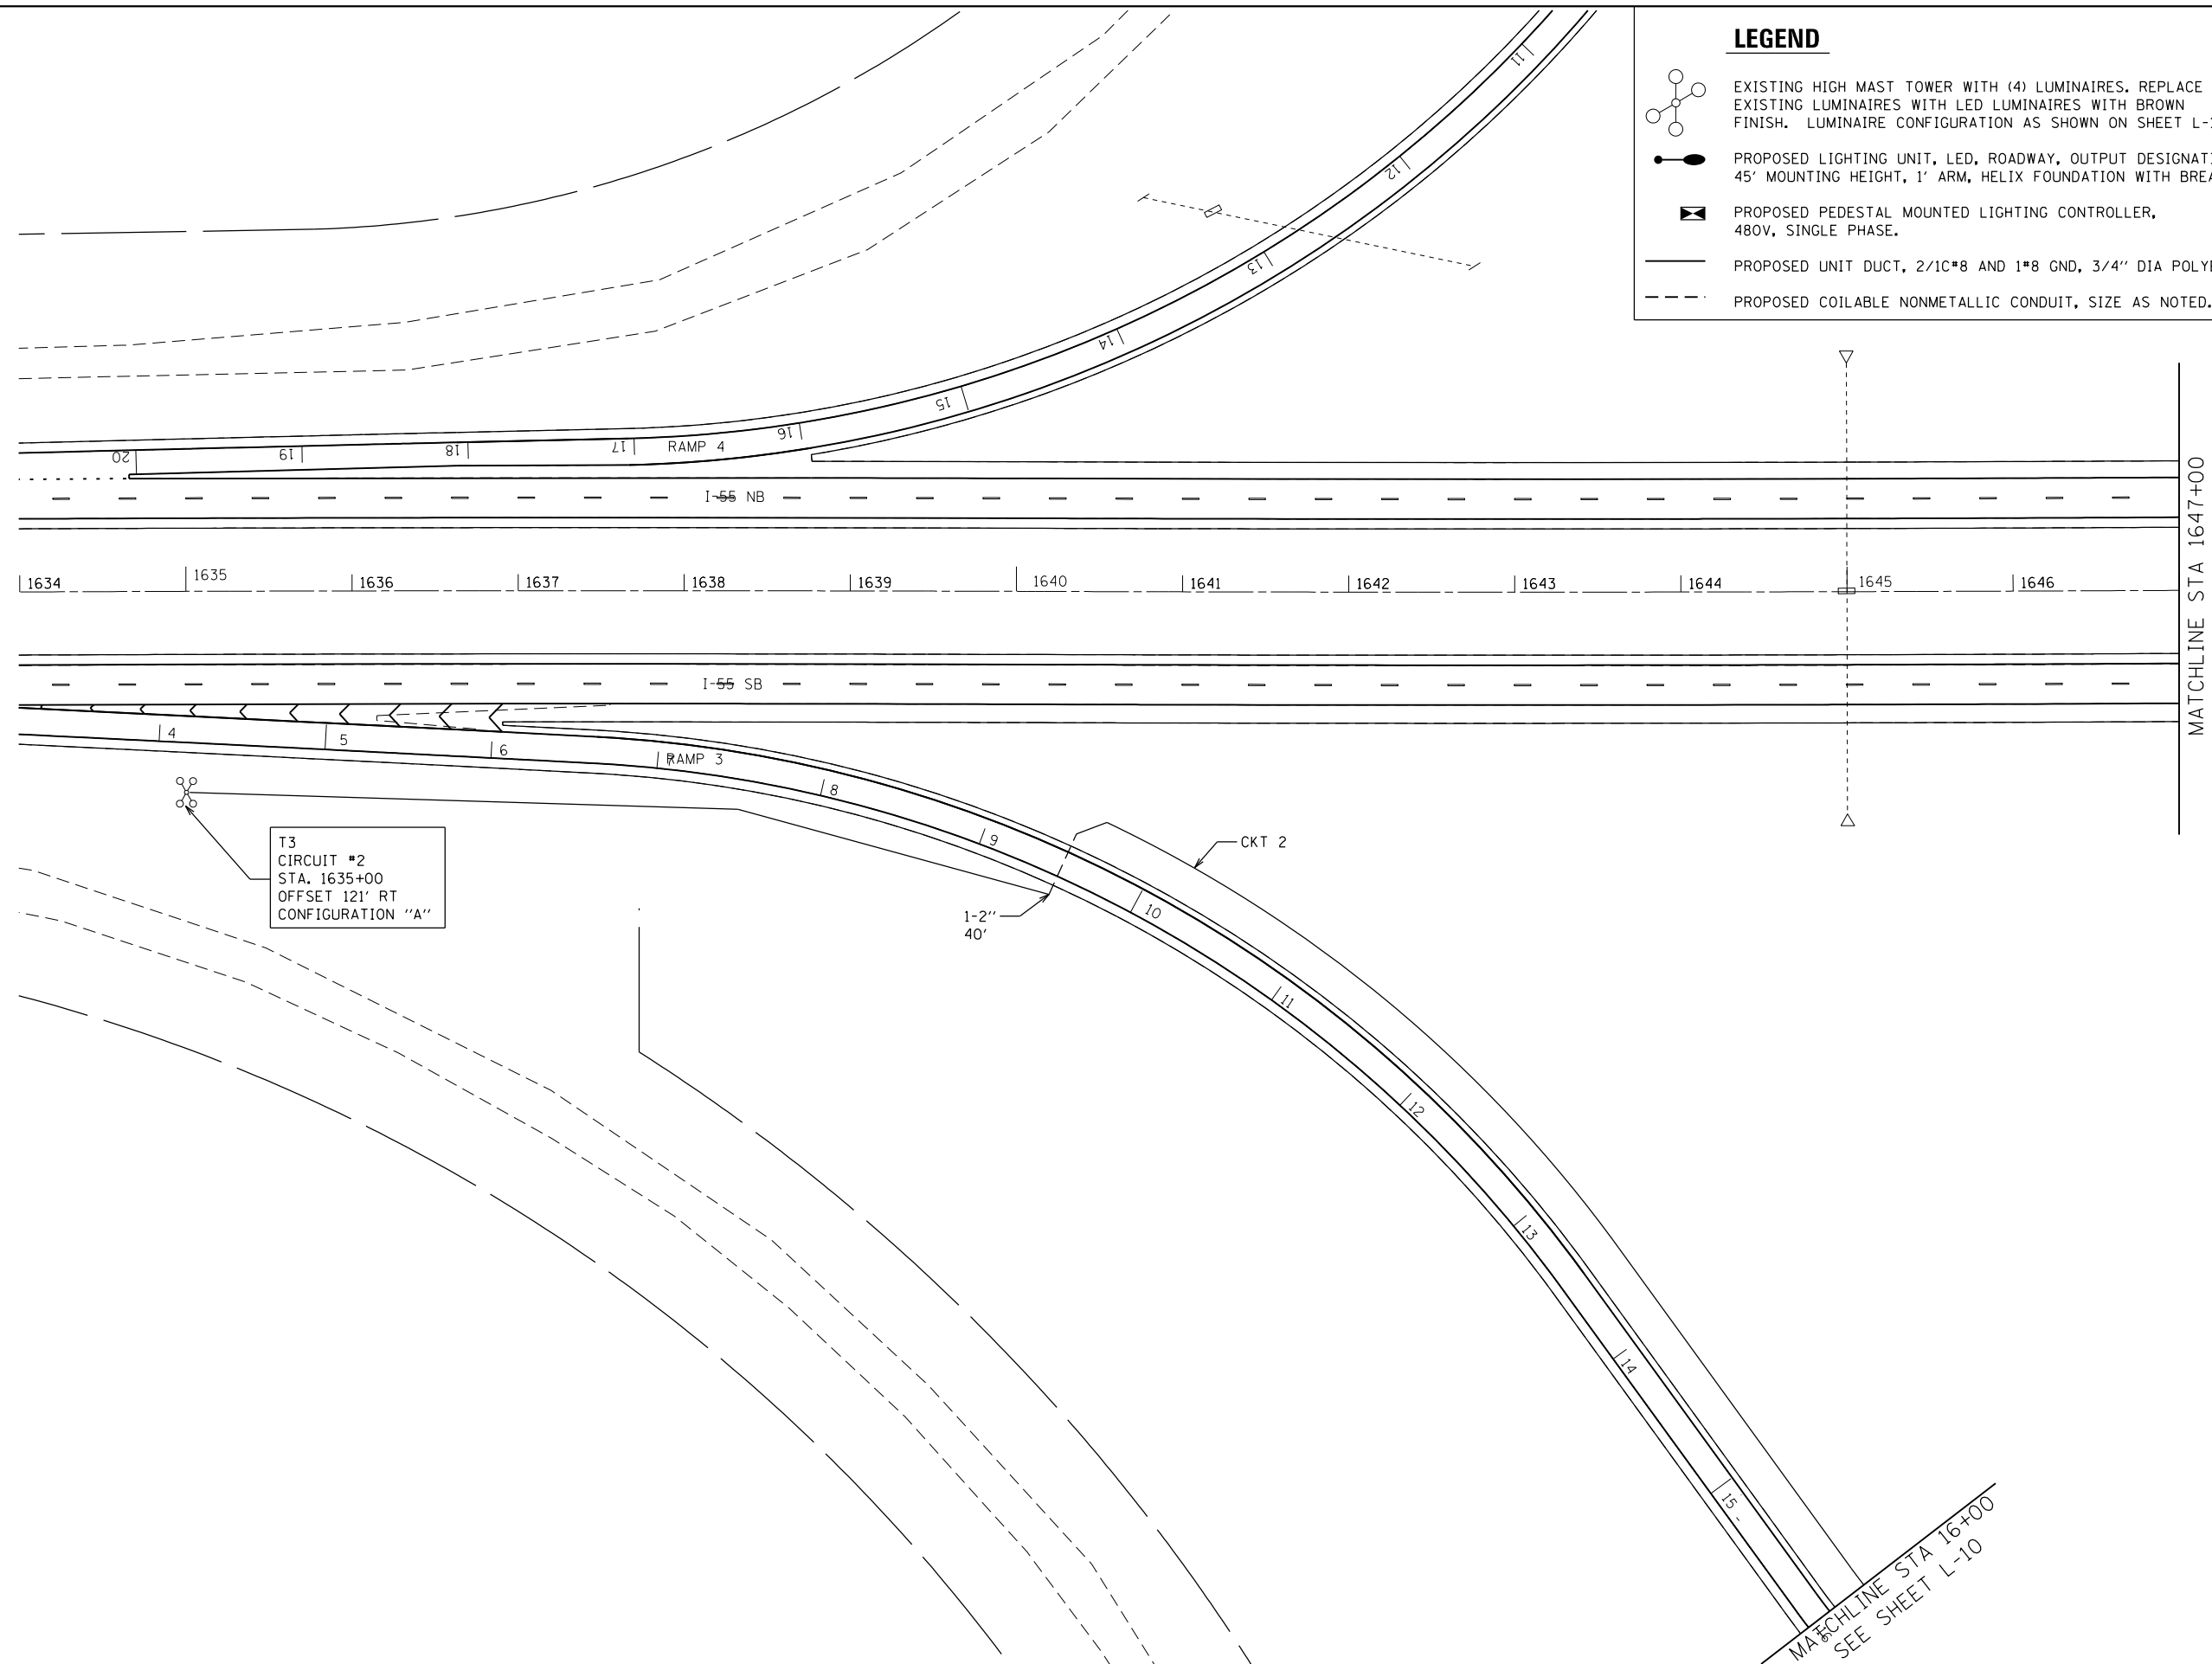 LEGEND
EXISTING HIGH MAST TOWER WITH (4) LUMINAIRES. REPLACE
EXISTING LUMINAIRES WITH LED LUMINAIRES WITH BROWN
FINISH. LUMINAIRE CONFIGURATION AS SHOWN ON SHEET
PROPOSED LIGHTING UNIT, LED, ROADWAY, OUTPUT
45' MOUNTING HEIGHT, 1' ARM, HELIX FOUNDATION WITH
PROPOSED PEDESTAL MOUNTED LIGHTING CONTROLLER,
480V, SINGLE PHASE.
PROPOSED UNIT DUCT, 2/1C#8 AND 1#8 GND, 3/4'' DIA
PROPOSED COILABLE NONMETALLIC CONDUIT, SIZE AS NOTED.
11
12
13
14
15
16
17
18
19
20
RAMP 4
I-55 NB
1634
1635
1636
1637
1638
1639
1640
1641
1642
1643
1644
1645
1646
MATCHLINE STA 1647+00
I-55 SB
4
5
6
7
RAMP 3
8
9
10
11
12
13
14
15
CKT 2
T3
CIRCUIT #2
STA. 1635+00
OFFSET 121' RT
CONFIGURATION ''A''
1-2''
40'
MATCHLINE STA 16+00
SEE SHEET L-10